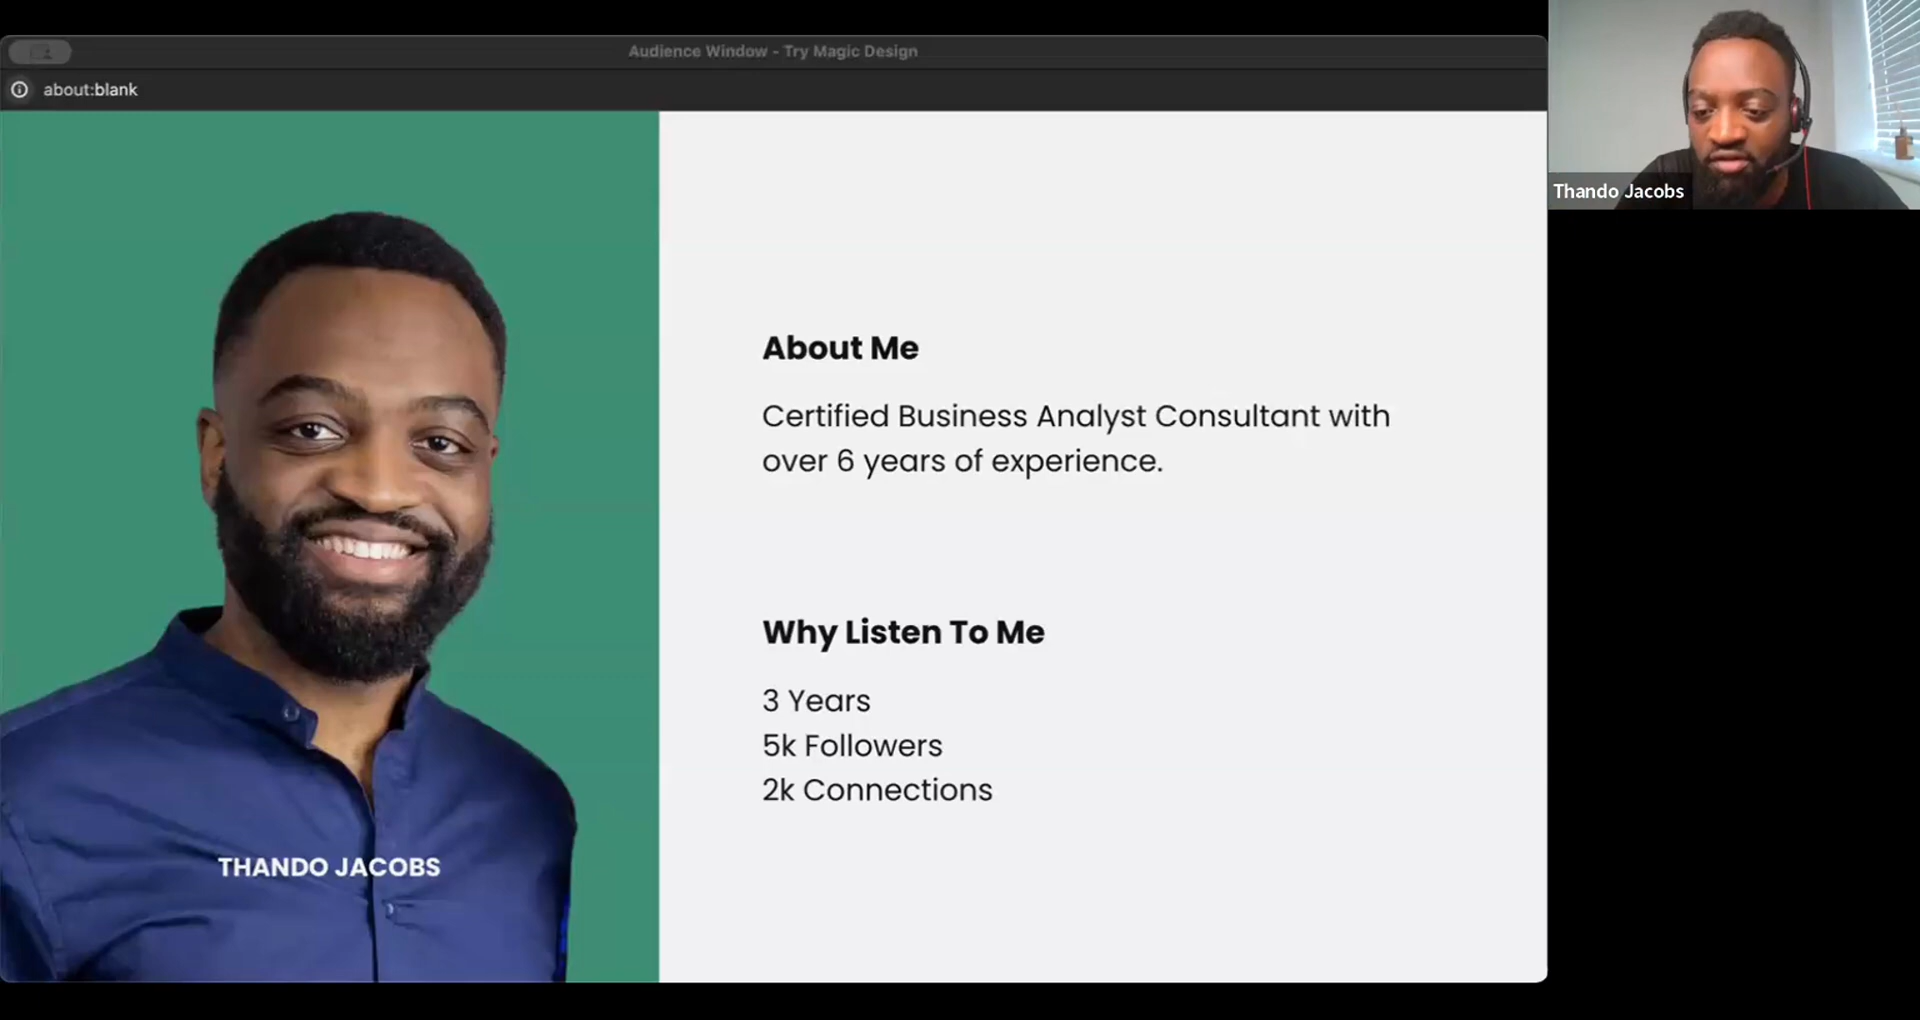 Audience Window - Try Magic Design
about:blank
Thando Jacobs
About Me
Certified Business Analyst Consultant with
over 6 years of experience.
Why Listen To Me
3 Years
5k Followers
2k Connections
THANDO JACOBS